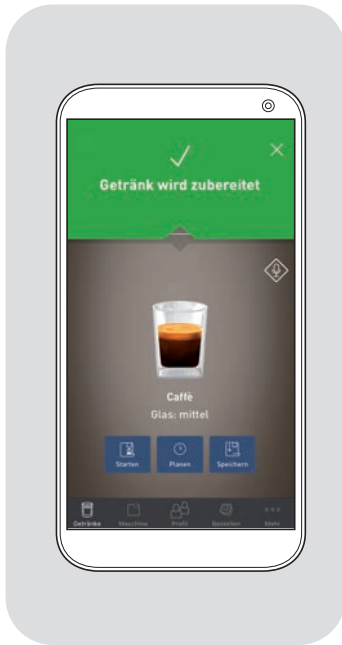 Getränk wird zubereitet
Caffè
Glas: mittel
Starten
Planen
Speichern
Getränke
Maschine
Profil
Bestellen
Mehr